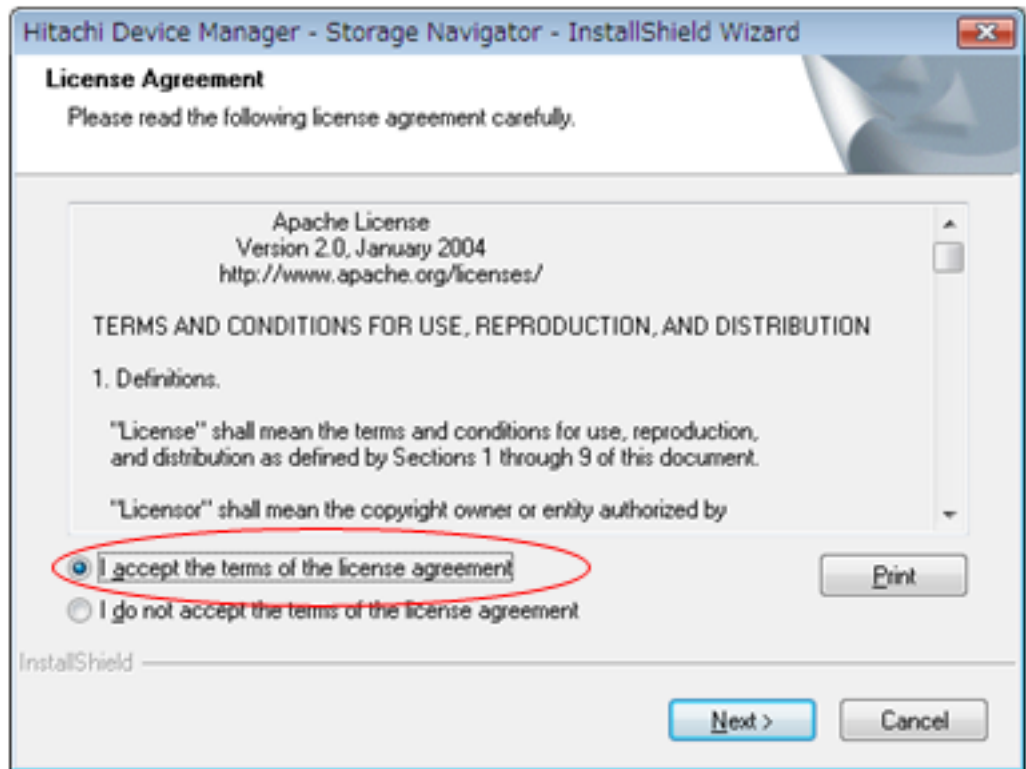 Hitachi Device Manager - Storage Navigator - InstallShield Wizard
License Agreement
Please read the following license agreement carefully.
Apache License
Version 2.0, January 2004
http://www.apache.org/licenses/
TERMS AND CONDITIONS FOR USE, REPRODUCTION, AND DISTRIBUTION
1. Definitions.
"License" shall mean the terms and conditions for use, reproduction,
and distribution as defined by Sections 1 through 9 of this document.
"Licensor" shall mean the copyright owner or entity authorized by
I accept the terms of the license agreement
Print
I do not accept the terms of the license agreement
InstallShield
Next >
Cancel